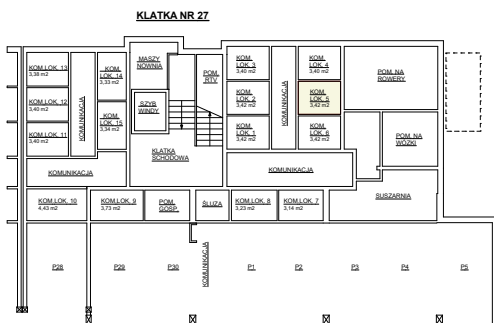 KLATKA NR 27
KOM.LOK. 13
3,38 m2
KOM.LOK. 12
3,40 m2
KOM.LOK. 11
3,40 m2
KOMUNIKACJA
KOM.
LOK. 14
3,33 m2
KOM.
LOK. 15
3,34 m2
MASZY
NOWNIA
SZYB
WINDY
KLATKA
SCHODOWA
POM.
RTV
KOM.
LOK. 3
3,40 m2
KOM.
LOK. 2
3,42 m2
KOM.
LOK. 1
3,42 m2
KOMUNIKACJA
KOM.
LOK. 4
3,40 m2
KOM.
LOK. 5
3,42 m2
KOM.
LOK. 6
3,42 m2
POM. NA
ROWERY
POM. NA
WÓZKI
KOMUNIKACJA
KOMUNIKACJA
SUSZARNIA
KOM.LOK. 10
4,43 m2
KOM.LOK. 9
3,73 m2
POM.
GOSP.
ŚLUZA
KOM.LOK. 8
3,23 m2
KOM.LOK. 7
3,14 m2
KOMUNIKACJA
P28
P29
P30
P1
P2
P3
P4
P5